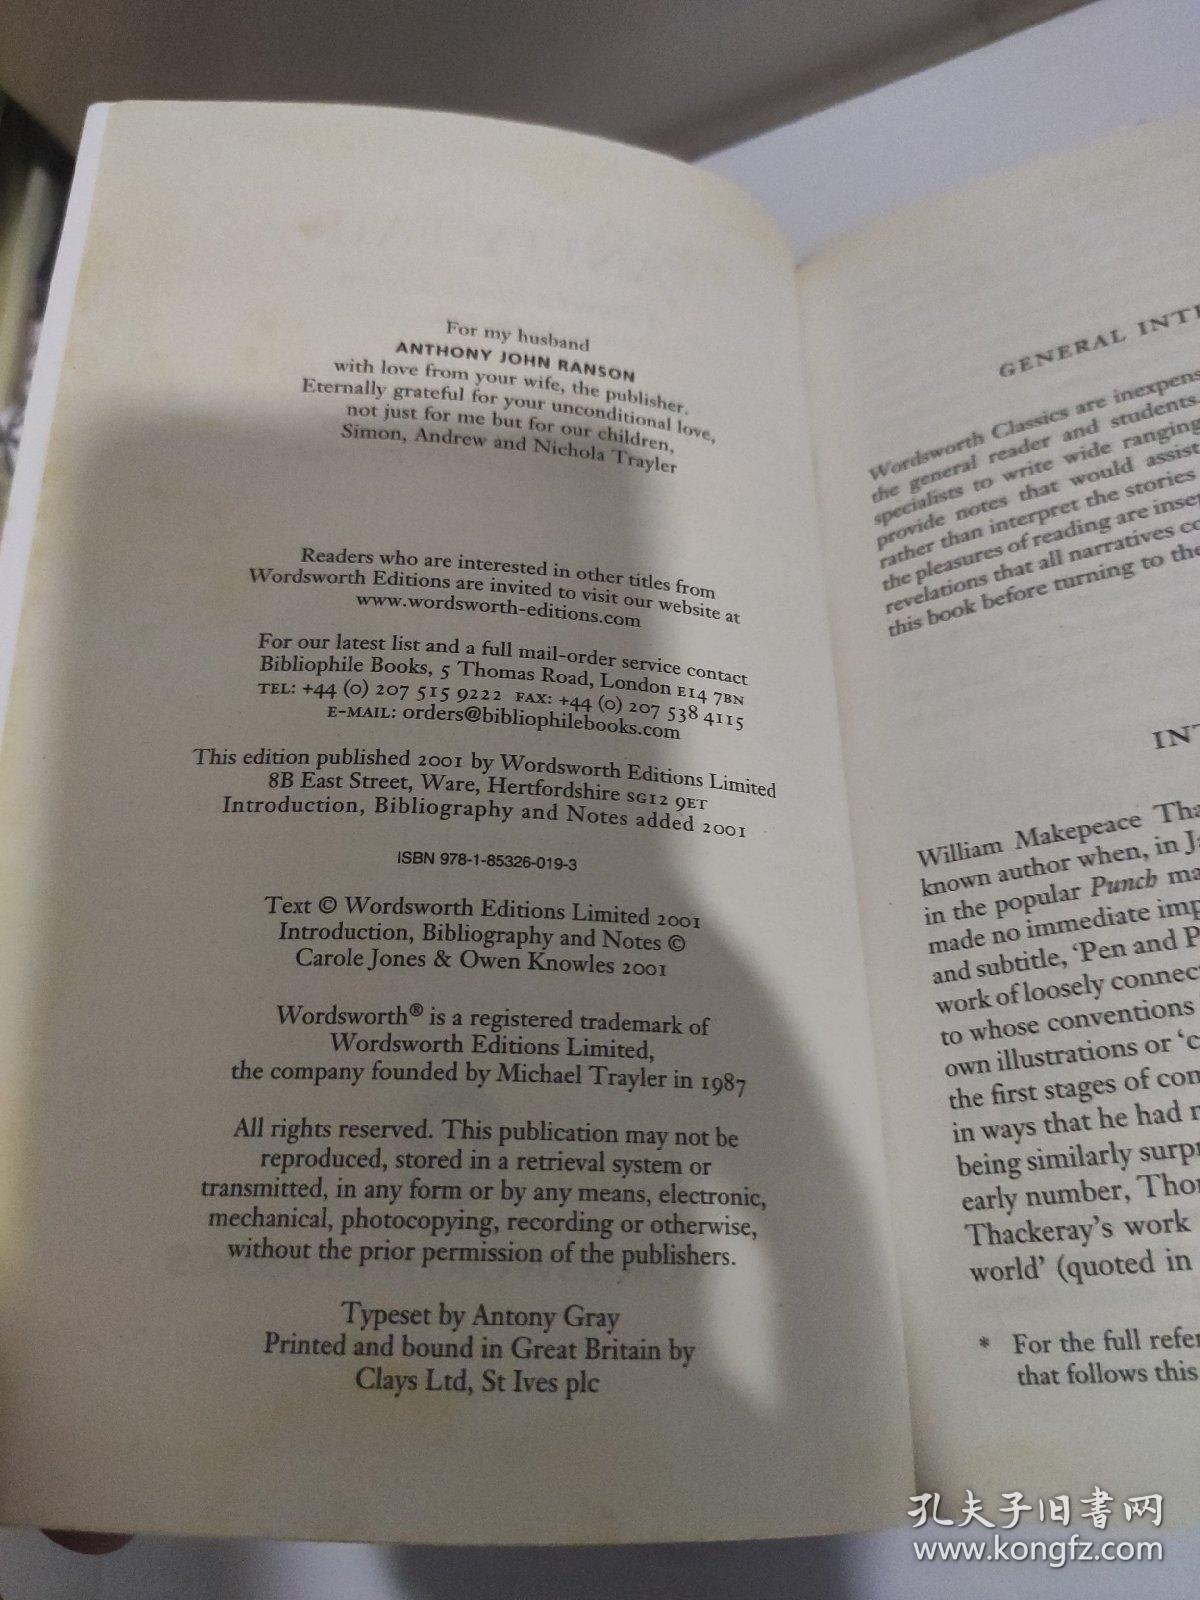 For my husband
ANTHONY JOHN RANSON
with love from your wife, the publisher.
Eternally grateful for your unconditional love,
not just for me but for our children,
Simon, Andrew and Nichola Trayler
Readers who are interested in other titles from
Wordsworth Editions are invited to visit our website at
www.wordsworth-editions.com
For our latest list and a full mail-order service contact
Bibliophile Books, 5 Thomas Road, London E14 7BN
TEL: +44 (0) 207 515 9222 FAX: +44 (0) 207 538 4115
E-MAIL: orders@bibliophilebooks.com
This edition published 2001 by Wordsworth Editions Limited
8B East Street, Ware, Hertfordshire SG12 9ET
Introduction, Bibliography and Notes added 2001
ISBN 978-1-85326-019-3
Text © Wordsworth Editions Limited 2001
Introduction, Bibliography and Notes ©
Carole Jones & Owen Knowles 2001
Wordsworth® is a registered trademark of
Wordsworth Editions Limited,
the company founded by Michael Trayler in 1987
All rights reserved. This publication may not be
reproduced, stored in a retrieval system or
transmitted, in any form or by any means, electronic,
mechanical, photocopying, recording or otherwise,
without the prior permission of the publishers.
Typeset by Antony Gray
Printed and bound in Great Britain by
Clays Ltd, St Ives plc
GENERAL INT
Wordsworth Classics are inexpens
the general reader and students.
specialists to write wide ranging
provide notes that would assist
rather than interpret the stories
the pleasures of reading are inse
revelations that all narratives co
this book before turning to the
INT
William Makepeace Tha
known author when, in Ja
in the popular Punch ma
made no immediate imp
and subtitle, 'Pen and P
work of loosely connect
to whose conventions
own illustrations or 'c
the first stages of con
in ways that he had n
being similarly surpr
early number, Thor
Thackeray's work
world' (quoted in
* For the full refer
that follows this
孔夫子旧书网
www.kongfz.com